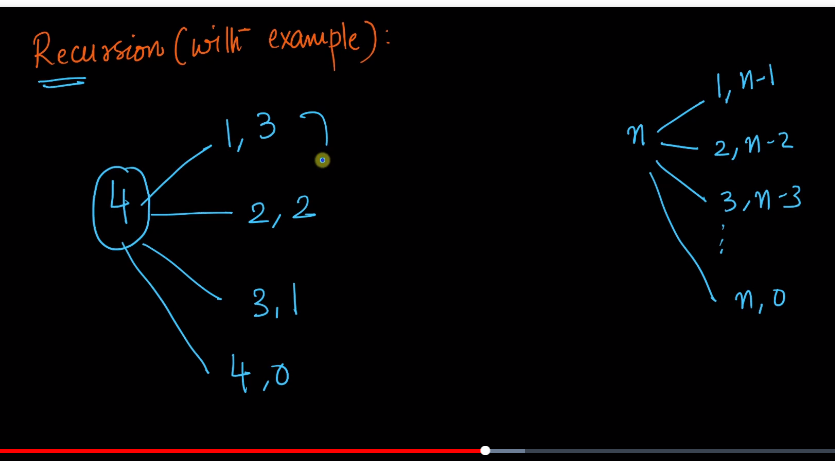 Recursion (with example):
1, 3
4
2, 2
3, 1
4, 0
1, n-1
n
2, n-2
3, n-3
n, 0